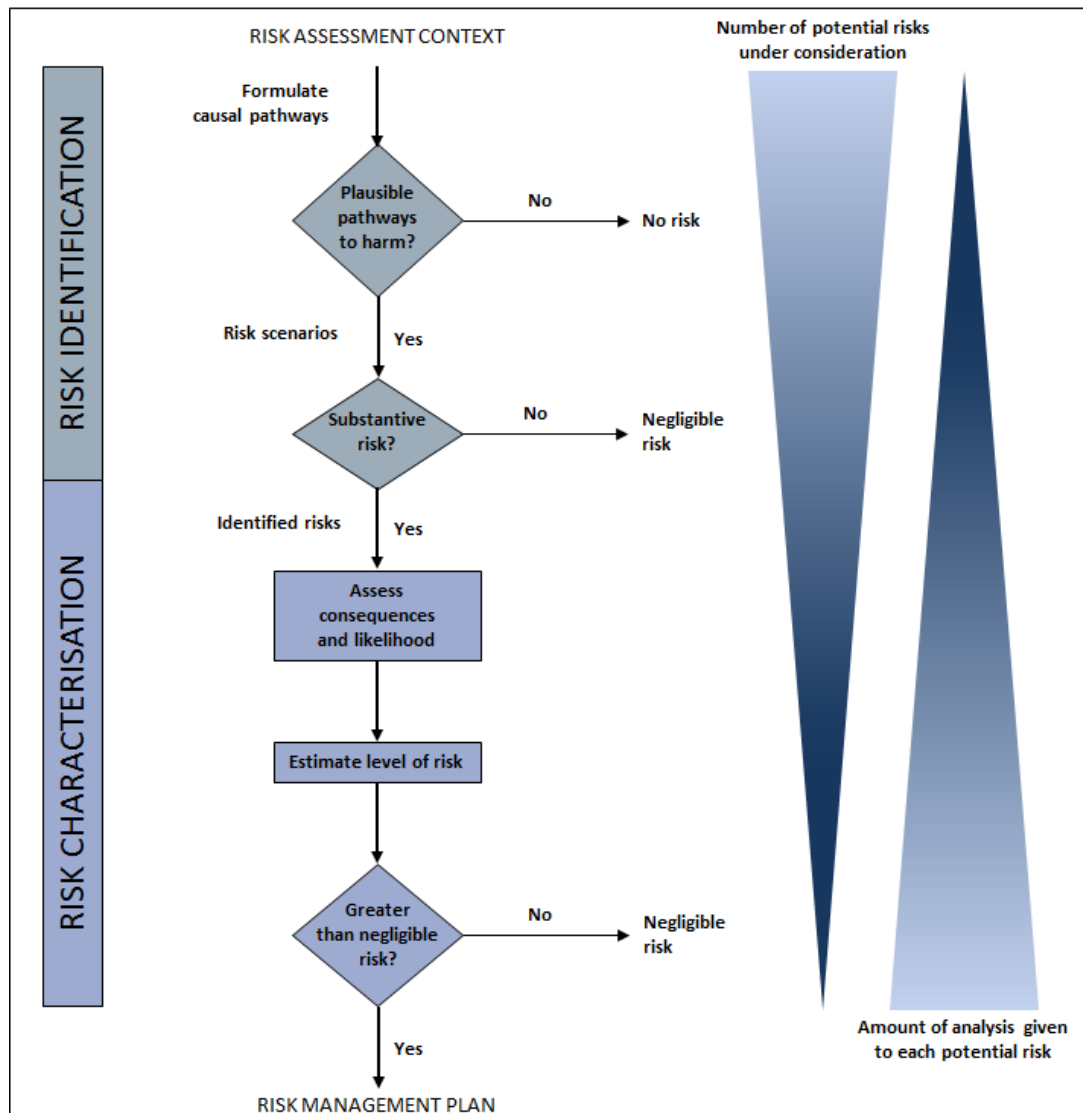 RISK ASSESSMENT CONTEXT
Number of potential risks
under consideration
RISK IDENTIFICATION
Formulate
causal pathways
Plausible
pathways
to harm?
No
No risk
Risk scenarios
Yes
Substantive
risk?
No
Negligible
risk
RISK CHARACTERISATION
Identified risks
Yes
Assess
consequences
and likelihood
Estimate level of risk
Greater
than negligible
risk?
No
Negligible
risk
Yes
Amount of analysis given
to each potential risk
RISK MANAGEMENT PLAN